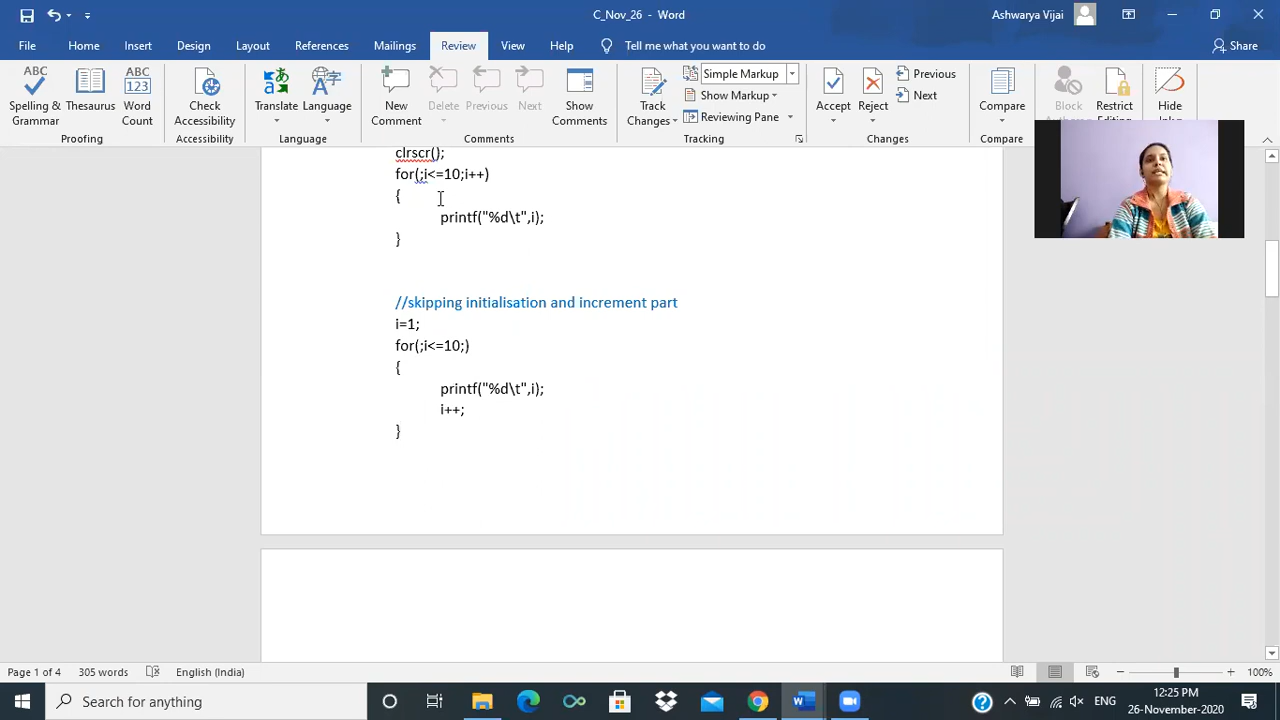 C_Nov_26 - Word
Ashwarya Vijai
File Home Insert Design Layout References Mailings Review View Help Tell me what you want to do Share
Spelling & Grammar
Thesaurus
Word Count
Check Accessibility
Translate
Language
New Comment
Delete
Previous
Next
Show Comments
Track Changes
Simple Markup
Show Markup
Reviewing Pane
Accept
Reject
Previous
Next
Compare
Block
Restrict Editing
Hide
Proofing Accessibility Language Comments Tracking Changes Compare
clrscr();
for(;i<=10;i++)
{
printf("%d\t",i);
}
//skipping initialisation and increment part
i=1;
for(;i<=10;)
{
printf("%d\t",i);
i++;
}
Page 1 of 4 305 words English (India) 100%
Search for anything
ENG
12:25 PM
26-November-2020